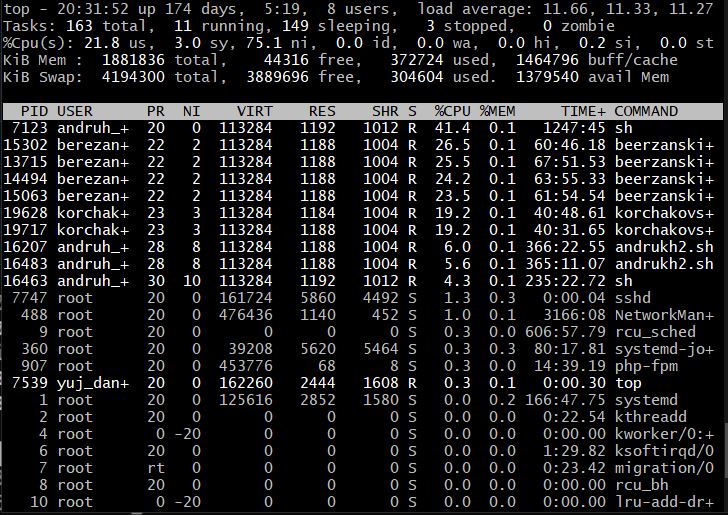 top - 20:31:52 up 174 days,  5:19,  8 users,  load average: 11.66, 11.33, 11.27
Tasks: 163 total,  11 running, 149 sleeping,   3 stopped,   0 zombie
%Cpu(s): 21.8 us,  3.0 sy, 75.1 ni,  0.0 id,  0.0 wa,  0.0 hi,  0.2 si,  0.0 st
KiB Mem :  1881836 total,    44316 free,   372724 used,  1464796 buff/cache
KiB Swap:  4194300 total,  3889696 free,   304604 used.  1379540 avail Mem
PID USER      PR  NI    VIRT    RES    SHR S  %CPU %MEM     TIME+ COMMAND
7123 andruh_+  20   0  113284   1192   1012 R  41.4  0.1   1247:45 sh
15302 berezan+  22   2  113284   1188   1004 R  26.5  0.1  60:46.18 beerzanski+
13715 berezan+  22   2  113284   1188   1004 R  25.5  0.1  67:51.53 beerzanski+
14494 berezan+  22   2  113284   1188   1004 R  24.2  0.1  63:55.33 beerzanski+
15063 berezan+  22   2  113284   1188   1004 R  23.5  0.1  61:54.54 beerzanski+
19628 korchak+  23   3  113284   1184   1004 R  19.2  0.1  40:48.61 korchakovs+
19717 korchak+  23   3  113284   1188   1004 R  19.2  0.1  40:31.65 korchakovs+
16207 andruh_+  28   8  113284   1188   1004 R   6.0  0.1 366:22.55 andrukh2.sh
16483 andruh_+  28   8  113284   1188   1004 R   5.6  0.1 365:11.07 andrukh2.sh
16463 andruh_+  30  10  113284   1188   1004 R   4.3  0.1 235:22.72 sh
7747 root      20   0  161724   5860   4492 S   1.3  0.3   0:00.04 sshd
488 root      20   0  476436   1140    452 S   1.0  0.1   3166:08 NetworkMan+
9 root      20   0       0      0      0 S   0.3  0.0 606:57.79 rcu_sched
360 root      20   0   39208   5620   5464 S   0.3  0.3  80:17.81 systemd-jo+
907 root      20   0  453776     68      8 S   0.3  0.0  14:39.19 php-fpm
7539 yuj_dan+  20   0  162260   2444   1608 R   0.3  0.1   0:00.30 top
1 root      20   0  125616   2852   1580 S   0.0  0.2 166:47.75 systemd
2 root      20   0       0      0      0 S   0.0  0.0   0:22.54 kthreadd
4 root       0 -20       0      0      0 S   0.0  0.0   0:00.00 kworker/0:+
6 root      20   0       0      0      0 S   0.0  0.0   1:29.82 ksoftirqd/0
7 root      rt   0       0      0      0 S   0.0  0.0   0:23.42 migration/0
8 root      20   0       0      0      0 S   0.0  0.0   0:00.00 rcu_bh
10 root       0 -20       0      0      0 S   0.0  0.0   0:00.00 lru-add-dr+